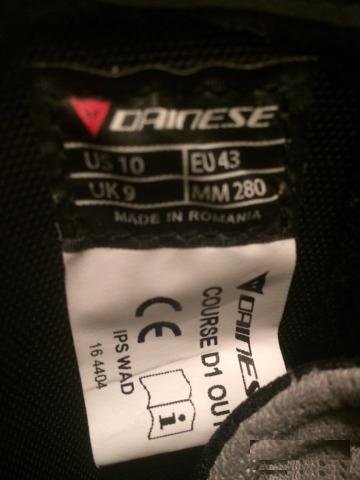 DAINESE
US 10 EU 43
UK 9 MM 280
MADE IN ROMANIA
DAINESE
COURSE D1 OUT
CE
IPS WAD
i
16 4404